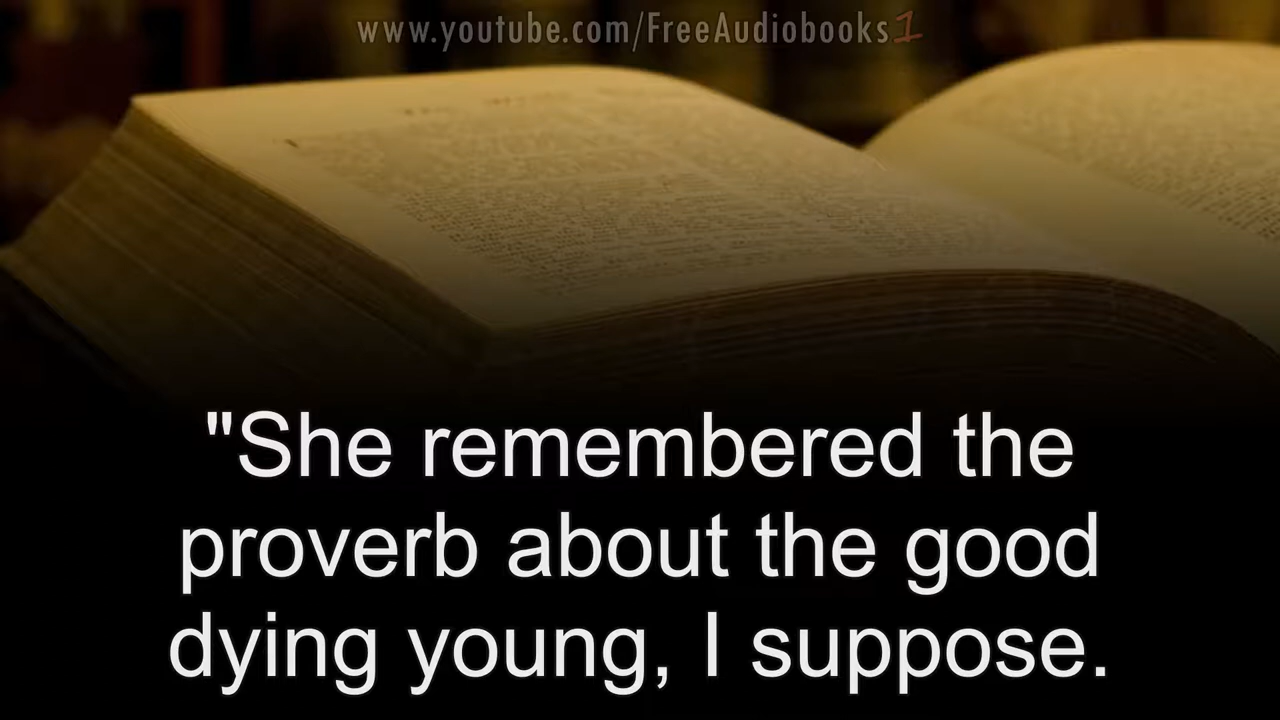 www.youtube.com/FreeAudiobooks1
"She remembered the
proverb about the good
dying young, I suppose.